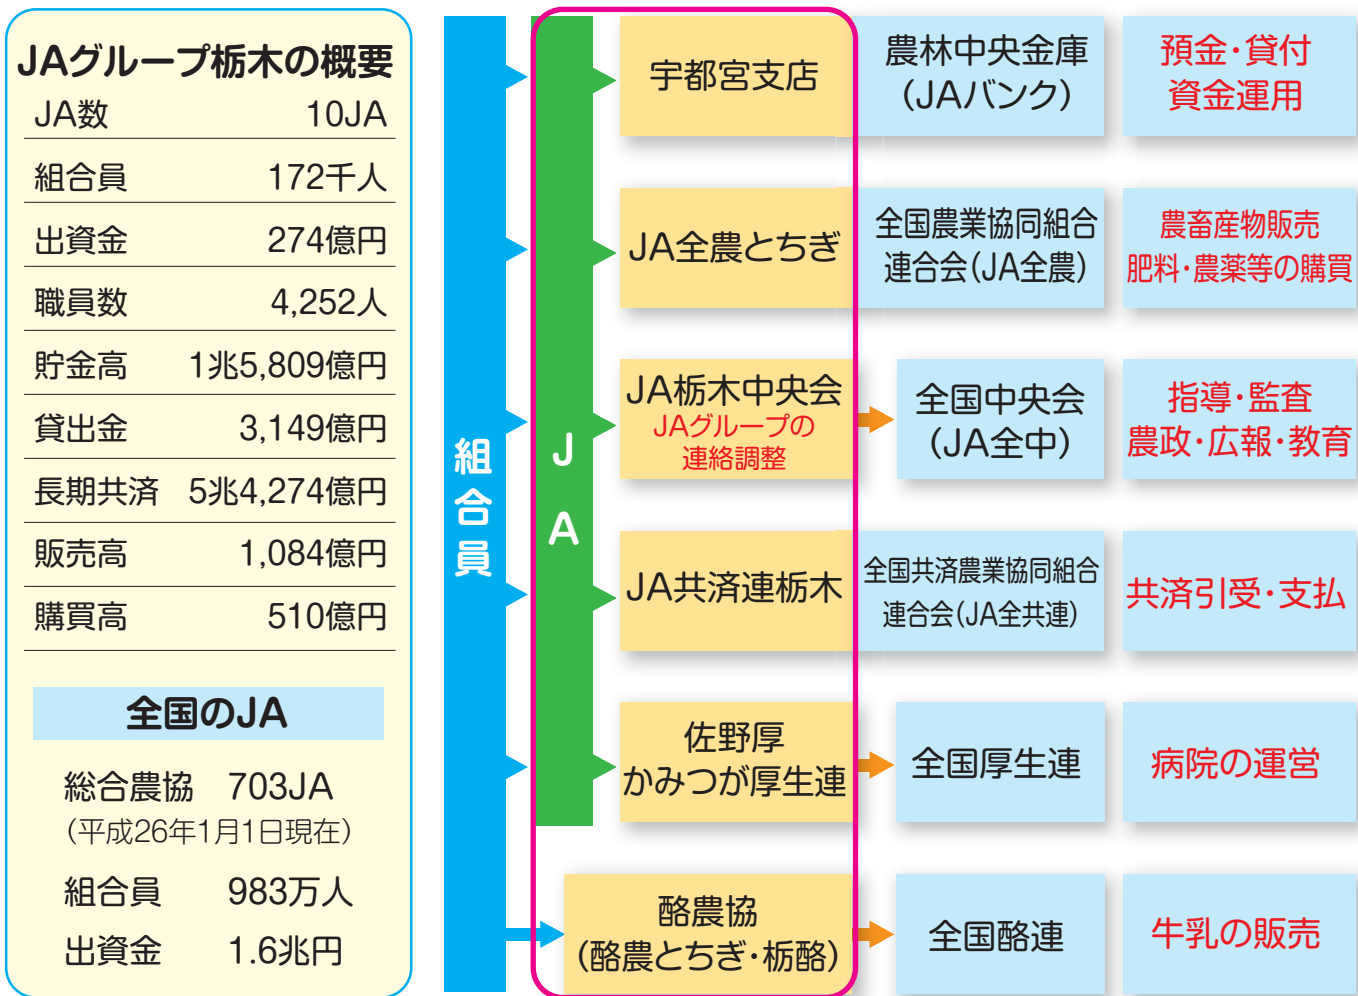 JAグループ栃木の概要
JA数 10JA
組合員 172千人
出資金 274億円
職員数 4,252人
貯金高 1兆5,809億円
貸出金 3,149億円
長期共済 5兆4,274億円
販売高 1,084億円
購買高 510億円
全国のJA
総合農協 703JA
(平成26年1月1日現在)
組合員 983万人
出資金 1.6兆円
組合員
JA
宇都宮支店
農林中央金庫
(JAバンク)
預金・貸付
資金運用
JA全農とちぎ
全国農業協同組合
連合会(JA全農)
農畜産物販売
肥料・農薬等の購買
JA栃木中央会
JAグループの
連絡調整
全国中央会
(JA全中)
指導・監査
農政・広報・教育
JA共済連栃木
全国共済農業協同組合
連合会(JA全共連)
共済引受・支払
佐野厚
かみつが厚生連
全国厚生連
病院の運営
酪農協
(酪農とちぎ・栃酪)
全国酪連
牛乳の販売